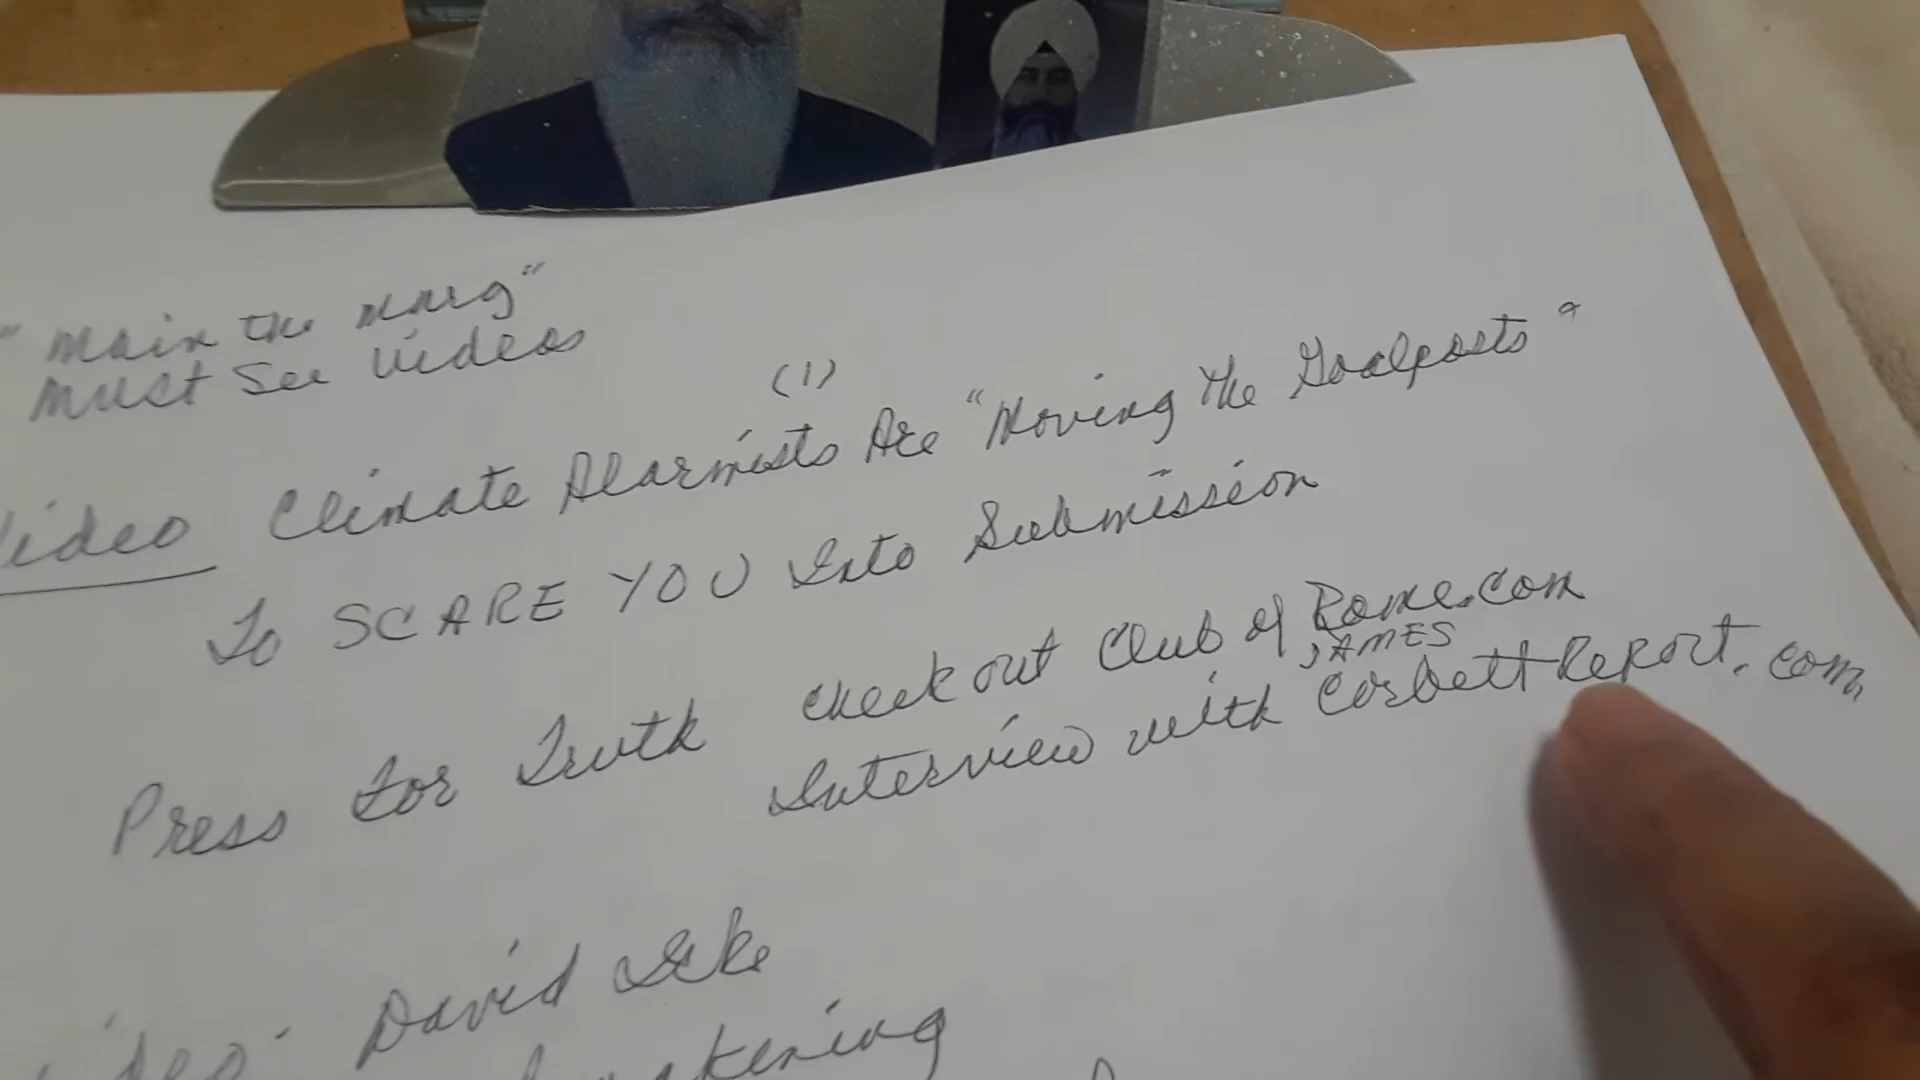 "Main the Marg"
Must See Videos
(1)
Video Climate Alarmists Are "Moving The Goalposts"
To SCARE YOU Into Submission
Press For Truth check out Club of Rome.com
JAMES
Interview with Corbett Report.com,
David Icke